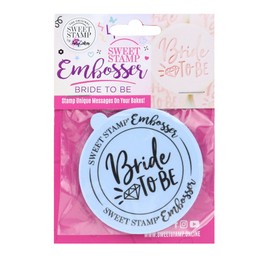 SWEET
STAMP
SWEET STAMP
Embosser
BRIDE TO BE
Stamp Unique Messages On Your Bakes!
Bride
TO BE
SWEET STAMP Embosser
Bride
TO BE
SWEET STAMP Embosser
SWEETSTAMP.ONLINE